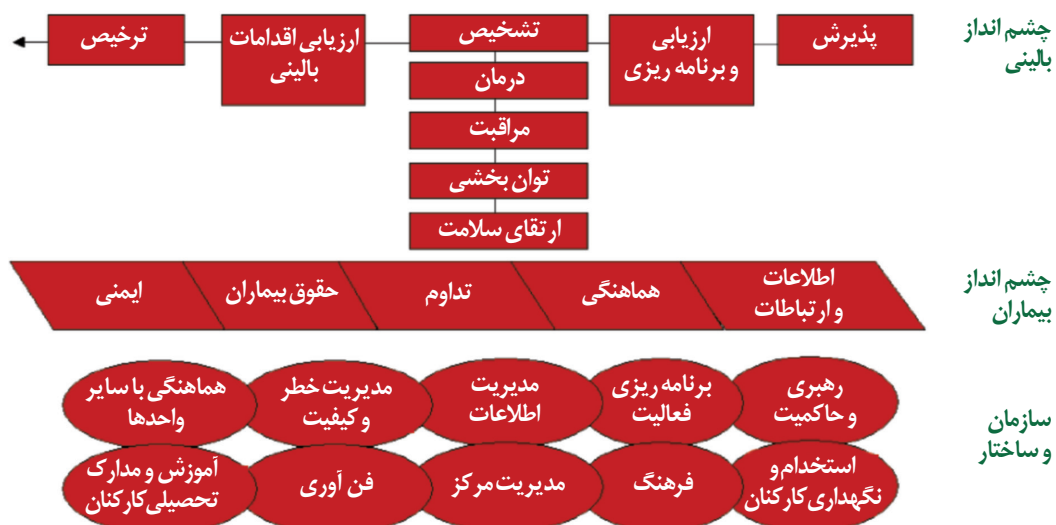 چشم انداز
بالینی
پذیرش
ارزیابی
و برنامه ریزی
تشخیص
درمان
مراقبت
توان بخشی
ارتقای سلامت
ارزیابی اقدامات
بالینی
ترخیص
چشم انداز
بیماران
اطلاعات
و ارتباطات
هماهنگی
تداوم
حقوق بیماران
ایمنی
سازمان
و ساختار
رهبری
و حاکمیت
برنامه ریزی
فعالیت
مدیریت
اطلاعات
مدیریت خطر
و کیفیت
هماهنگی با سایر
واحدها
استخدام و
نگهداری کارکنان
فرهنگ
مدیریت مرکز
فن آوری
آموزش و مدارک
تحصیلی کارکنان